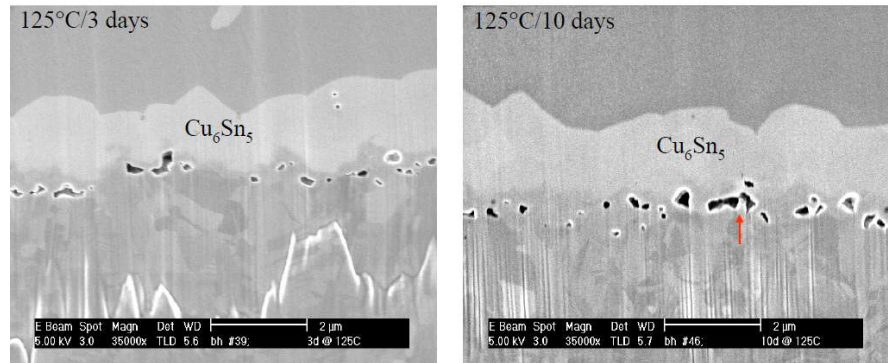 125°C/3 days
Cu₆Sn₅
E Beam Spot Magn Det WD 2 µm
5.00 kV 3.0 35000x TLD 5.6 bh #39; 3d @ 125C
125°C/10 days
Cu₆Sn₅
E Beam Spot Magn Det WD 2 µm
5.00 kV 3.0 35000x TLD 5.7 bh #46; 10d @ 125C